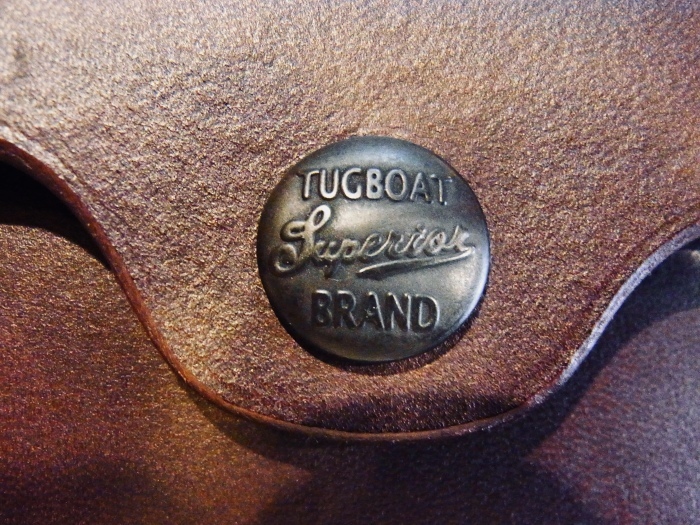 TUGBOAT
Superior
BRAND